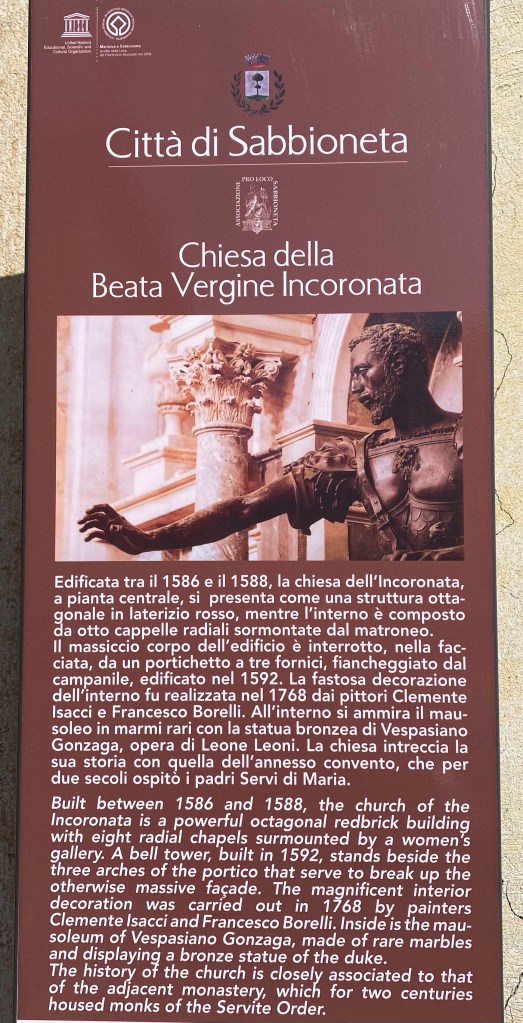 United Nations
Educational, Scientific and
Cultural Organization
Mantova e Sabbioneta
Città di Sabbioneta
ASSOCIAZIONE PRO LOCO SABBIONETA
Chiesa della
Beata Vergine Incoronata
Edificata tra il 1586 e il 1588, la chiesa dell'Incoronata,
a pianta centrale, si presenta come una struttura otta-
gonale in laterizio rosso, mentre l'interno è composto
da otto cappelle radiali sormontate dal matroneo.
Il massiccio corpo dell'edificio è interrotto, nella fac-
ciata, da un portichetto a tre fornici, fiancheggiato dal
campanile, edificato nel 1592. La fastosa decorazione
dell'interno fu realizzata nel 1768 dai pittori Clemente
Isacci e Francesco Borelli. All'interno si ammira il mau-
soleo in marmi rari con la statua bronzea di Vespasiano
Gonzaga, opera di Leone Leoni. La chiesa intreccia la
sua storia con quella dell'annesso convento, che per
due secoli ospitò i padri Servi di Maria.
Built between 1586 and 1588, the church of the
Incoronata is a powerful octagonal redbrick building
with eight radial chapels surmounted by a women's
gallery. A bell tower, built in 1592, stands beside the
three arches of the portico that serve to break up the
otherwise massive façade. The magnificent interior
decoration was carried out in 1768 by painters
Clemente Isacci and Francesco Borelli. Inside is the mau-
soleum of Vespasiano Gonzaga, made of rare marbles
and displaying a bronze statue of the duke.
The history of the church is closely associated to that
of the adjacent monastery, which for two centuries
housed monks of the Servite Order.